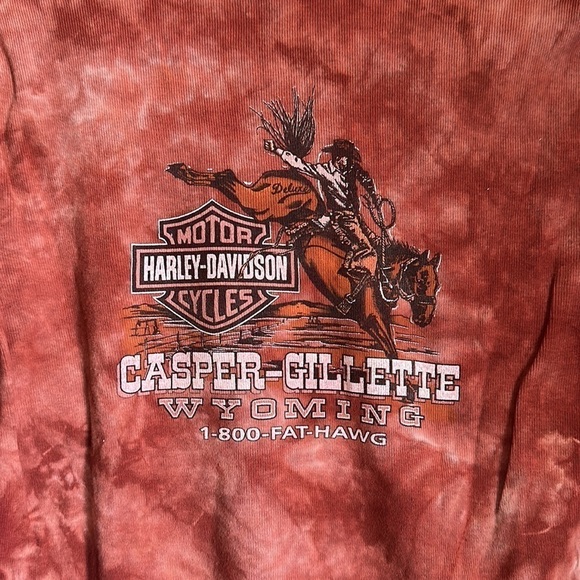 Deluxe
MOTOR
HARLEY-DAVIDSON
CYCLES
CASPER-GILLETTE
WYOMING
1-800-FAT-HAWG